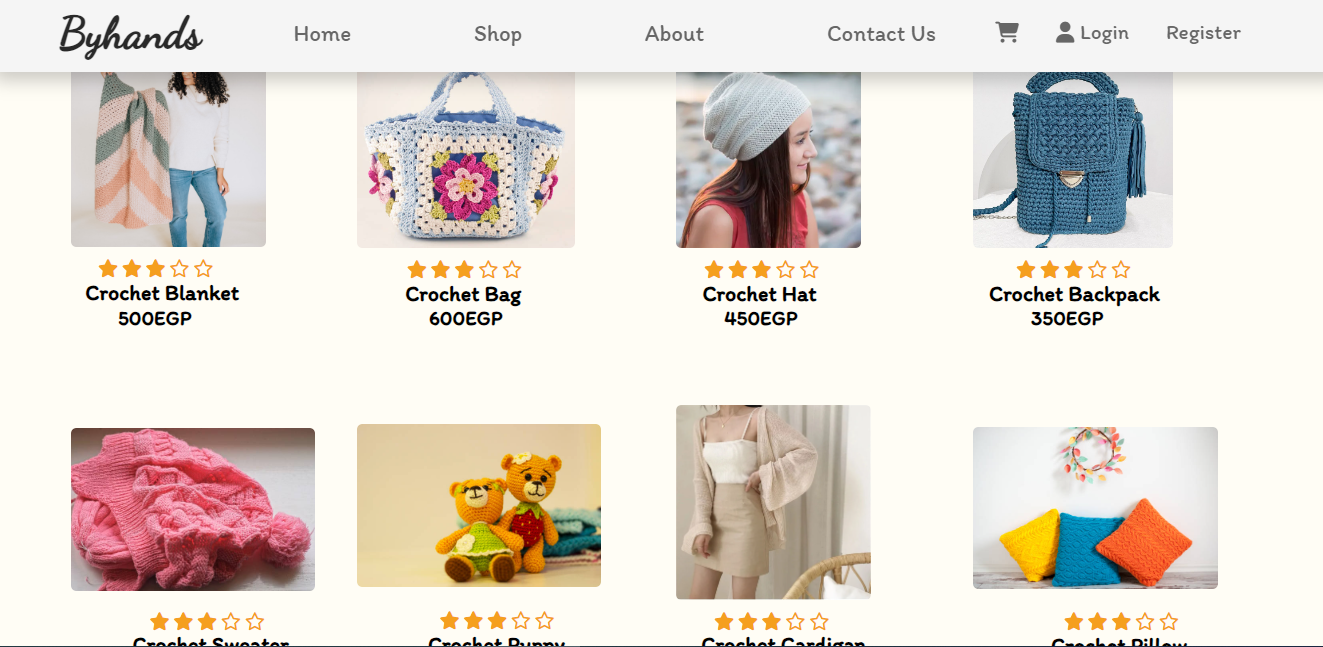 Byhands
Home
Shop
About
Contact Us
Login
Register
Crochet Blanket
500EGP
Crochet Bag
600EGP
Crochet Hat
450EGP
Crochet Backpack
350EGP
Crochet Sweater
Crochet Puppy
Crochet Cardigan
Crochet Pillow